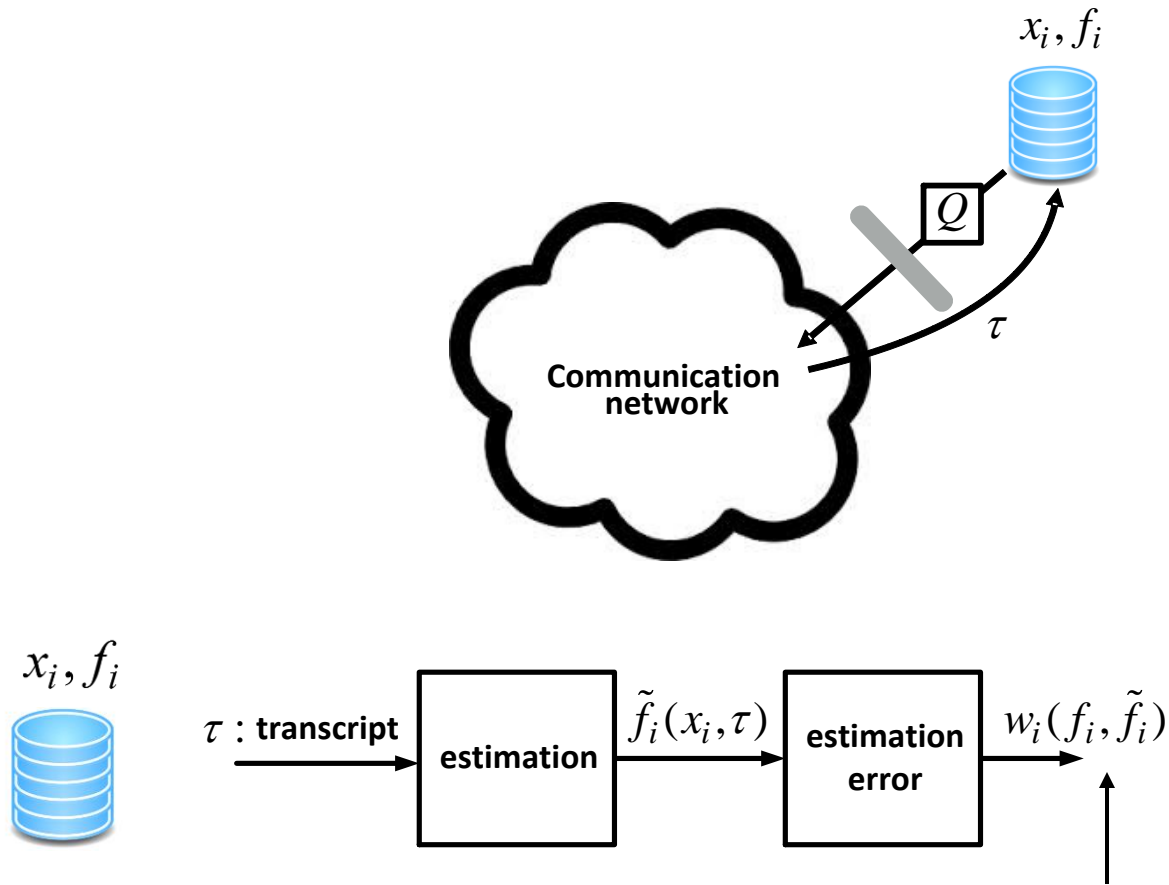 x_i, f_i
Q
τ
Communication
network
x_i, f_i
τ : transcript
estimation
f̃_i(x_i, τ)
estimation
error
w_i(f_i, f̃_i)